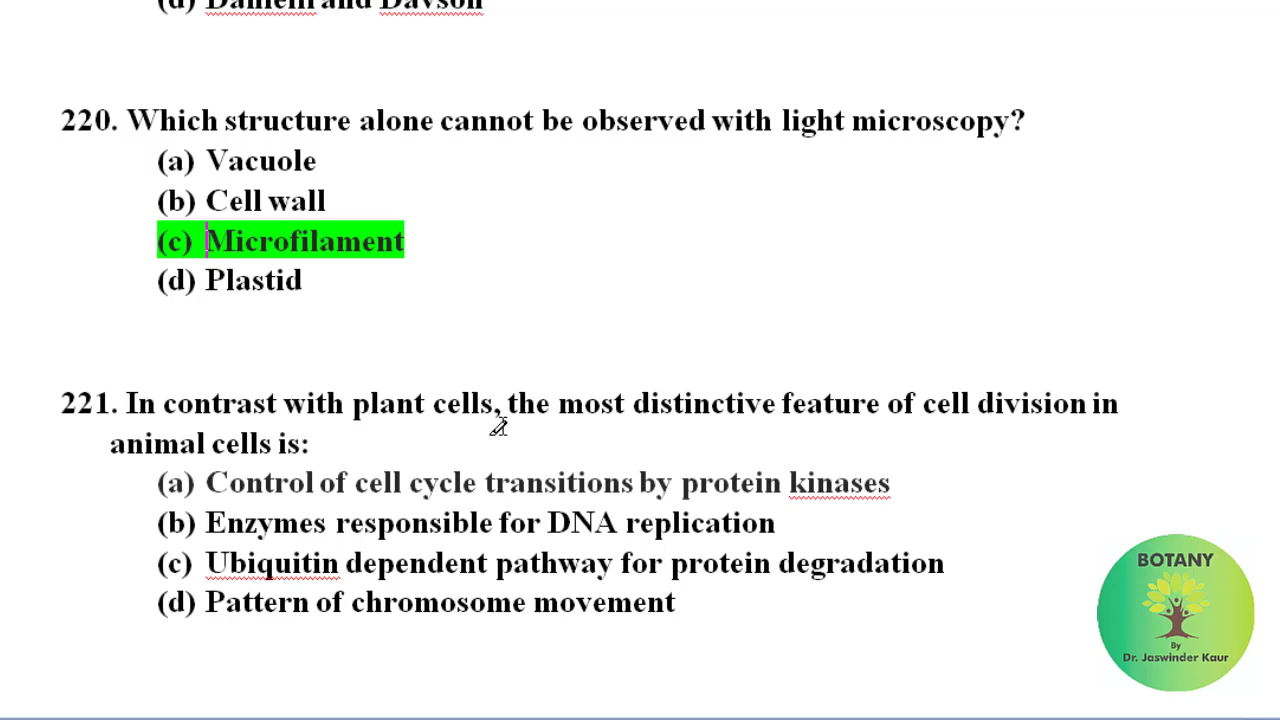 (d) Danielli and Davson
220. Which structure alone cannot be observed with light microscopy?
(a) Vacuole
(b) Cell wall
(c) Microfilament
(d) Plastid
221. In contrast with plant cells, the most distinctive feature of cell division in
animal cells is:
(a) Control of cell cycle transitions by protein kinases
(b) Enzymes responsible for DNA replication
(c) Ubiquitin dependent pathway for protein degradation
(d) Pattern of chromosome movement
BOTANY
By
Dr. Jaswinder Kaur